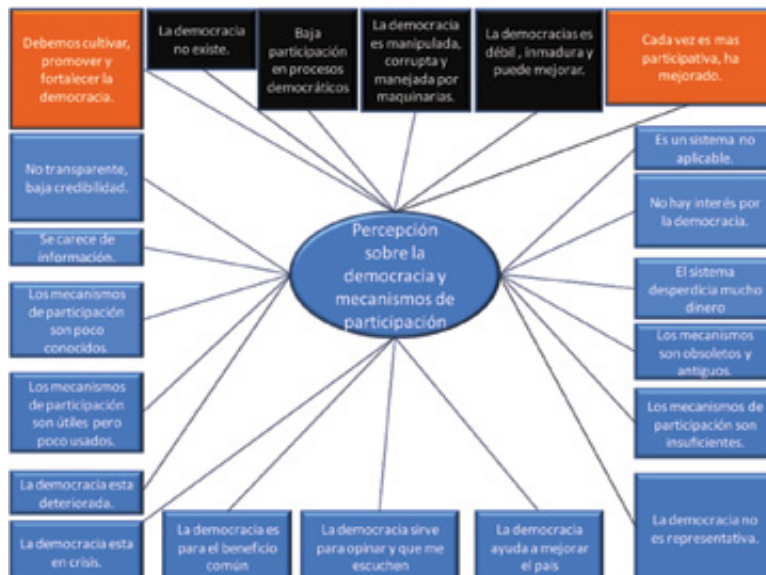 Debemos cultivar,
promover y
fortalecer la
democracia.
La democracia
no existe.
Baja
participación
en procesos
democráticos
La democracia
es manipulada,
corrupta y
manejada por
maquinarias.
La democracias es
débil , inmadura y
puede mejorar.
Cada vez es mas
participativa, ha
mejorado.
No transparente,
baja credibilidad.
Se carece de
información.
Los mecanismos
de participación
son poco
conocidos.
Los mecanismos
de participación
son útiles pero
poco usados.
La democracia esta
deteriorada.
La democracia esta
en crisis.
Percepción
sobre la
democracia y
mecanismos de
participación
Es un sistema no
aplicable.
No hay interés por
la democracia.
El sistema
desperdicia mucho
dinero
Los mecanismos
son obsoletos y
antiguos.
Los mecanismos de
participación son
insuficientes.
La democracia no
es representativa.
La democracia es
para el beneficio
común
La democracia sirve
para opinar y que me
escuchen
La democracia
ayuda a mejorar
el país